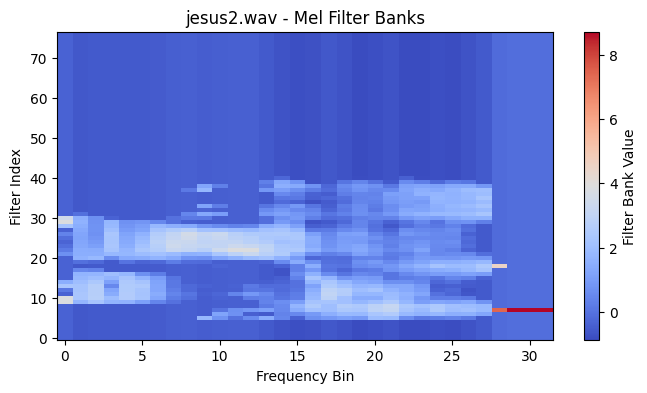 jesus2.wav - Mel Filter Banks
70
60
50
40
30
20
10
0
Filter Index
0 5 10 15 20 25 30
Frequency Bin
8
6
4
2
0
Filter Bank Value